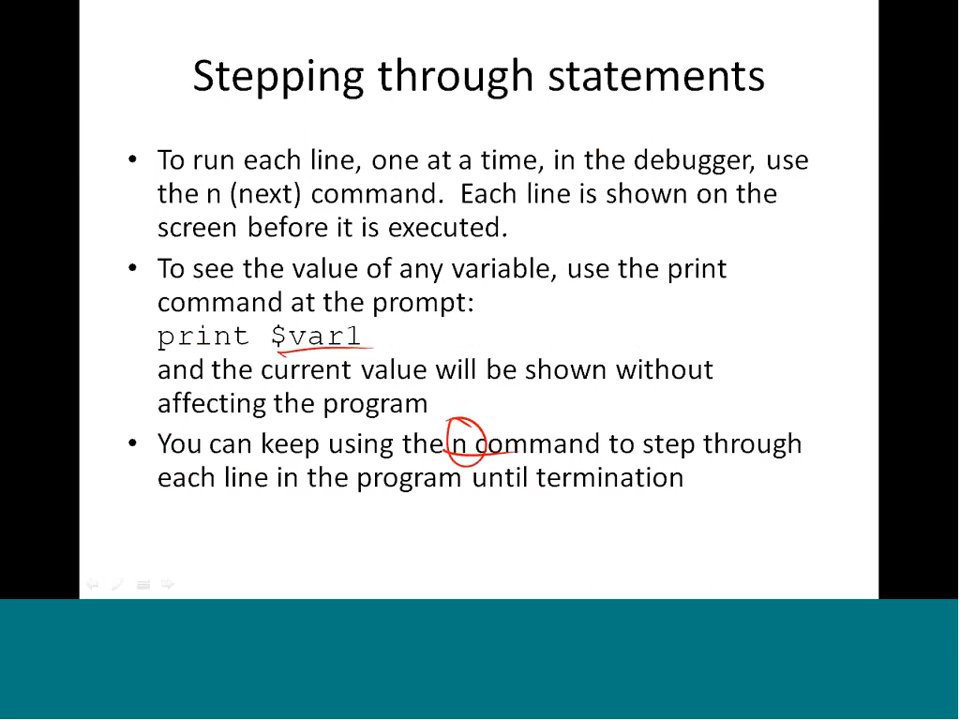 Stepping through statements
• To run each line, one at a time, in the debugger, use
the n (next) command.  Each line is shown on the
screen before it is executed.
• To see the value of any variable, use the print
command at the prompt:
print $var1
and the current value will be shown without
affecting the program
• You can keep using the n command to step through
each line in the program until termination